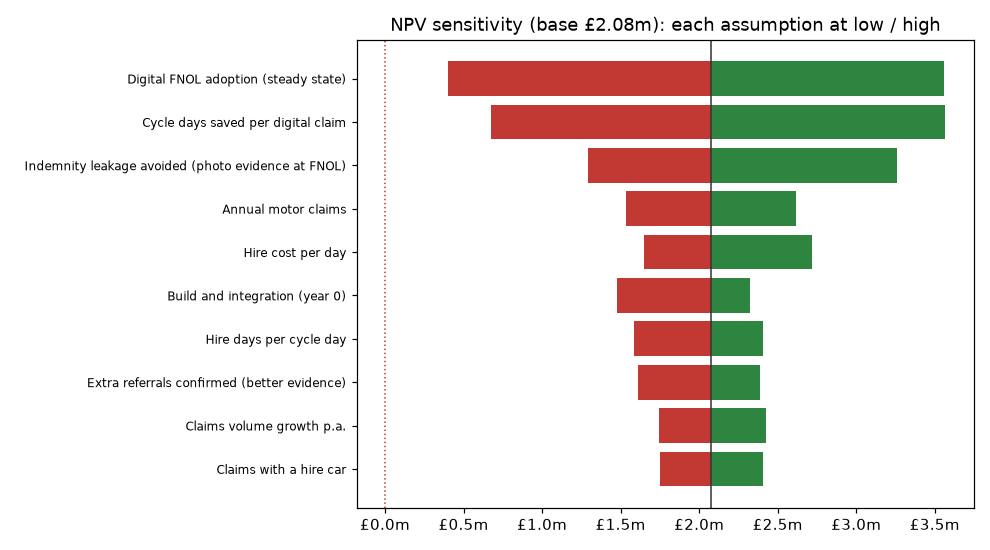 NPV sensitivity (base £2.08m): each assumption at low / high
Digital FNOL adoption (steady state)
Cycle days saved per digital claim
Indemnity leakage avoided (photo evidence at FNOL)
Annual motor claims
Hire cost per day
Build and integration (year 0)
Hire days per cycle day
Extra referrals confirmed (better evidence)
Claims volume growth p.a.
Claims with a hire car
£0.0m £0.5m £1.0m £1.5m £2.0m £2.5m £3.0m £3.5m